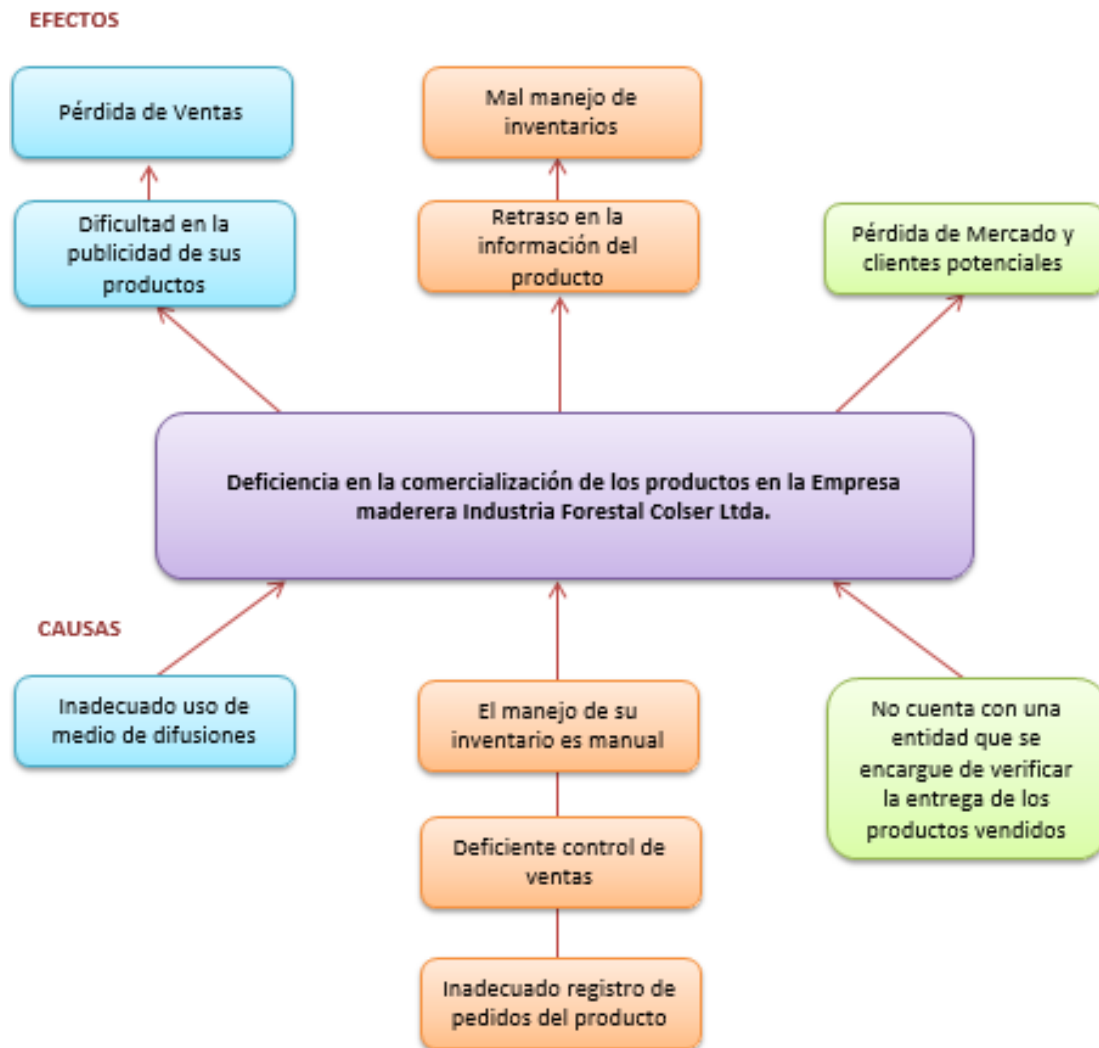 EFECTOS
Pérdida de Ventas
Mal manejo de
inventarios
Dificultad en la
publicidad de sus
productos
Retraso en la
información del
producto
Pérdida de Mercado y
clientes potenciales
Deficiencia en la comercialización de los productos en la Empresa
maderera Industria Forestal Colser Ltda.
CAUSAS
Inadecuado uso de
medio de difusiones
El manejo de su
inventario es manual
No cuenta con una
entidad que se
encargue de verificar
la entrega de los
productos vendidos
Deficiente control de
ventas
Inadecuado registro de
pedidos del producto